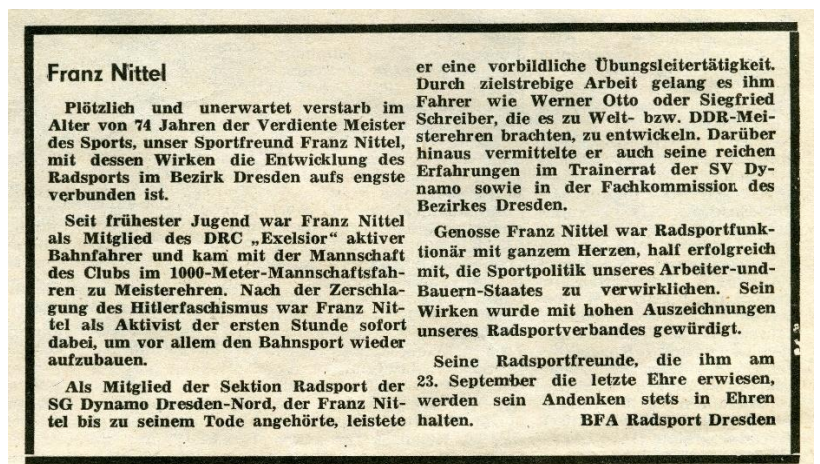 Franz Nittel
Plötzlich und unerwartet verstarb im
Alter von 74 Jahren der Verdiente Meister
des Sports, unser Sportfreund Franz Nittel,
mit dessen Wirken die Entwicklung des
Radsports im Bezirk Dresden aufs engste
verbunden ist.
Seit frühester Jugend war Franz Nittel
als Mitglied des DRC „Exelsior“ aktiver
Bahnfahrer und kam mit der Mannschaft
des Clubs im 1000-Meter-Mannschaftsfah-
ren zu Meisterehren. Nach der Zerschla-
gung des Hitlerfaschismus war Franz Nit-
tel als Aktivist der ersten Stunde sofort
dabei, um vor allem den Bahnsport wieder
aufzubauen.
Als Mitglied der Sektion Radsport der
SG Dynamo Dresden-Nord, der Franz Nit-
tel bis zu seinem Tode angehörte, leistete
er eine vorbildliche Übungsleitertätigkeit.
Durch zielstrebige Arbeit gelang es ihm
Fahrer wie Werner Otto oder Siegfried
Schreiber, die es zu Welt- bzw. DDR-Mei-
sterehren brachten, zu entwickeln. Darüber
hinaus vermittelte er auch seine reichen
Erfahrungen im Trainerrat der SV Dy-
namo sowie in der Fachkommission des
Bezirkes Dresden.
Genosse Franz Nittel war Radsportfunk-
tionär mit ganzem Herzen, half erfolgreich
mit, die Sportpolitik unseres Arbeiter-und-
Bauern-Staates zu verwirklichen. Sein
Wirken wurde mit hohen Auszeichnungen
unseres Radsportverbandes gewürdigt.
Seine Radsportfreunde, die ihm am
23. September die letzte Ehre erwiesen,
werden sein Andenken stets in Ehren
halten. BFA Radsport Dresden